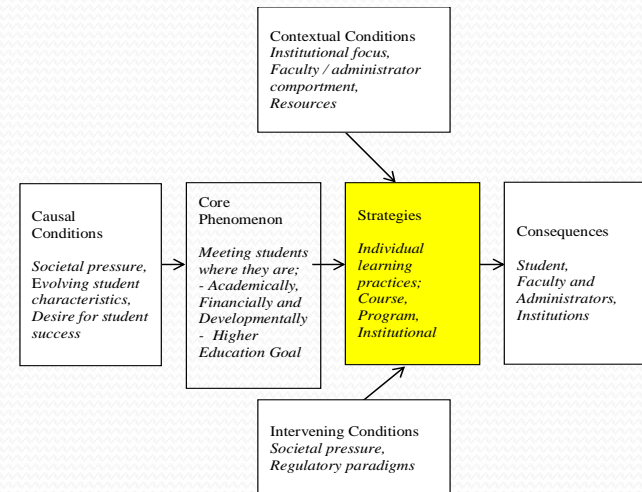 Contextual Conditions
Institutional focus,
Faculty / administrator
comportment,
Resources
Causal
Conditions
Societal pressure,
Evolving student
characteristics,
Desire for student
success
Core
Phenomenon
Meeting students
where they are;
- Academically,
Financially and
Developmentally
- Higher
Education Goal
Strategies
Individual
learning
practices;
Course,
Program,
Institutional
Consequences
Student,
Faculty and
Administrators,
Institutions
Intervening Conditions
Societal pressure,
Regulatory paradigms